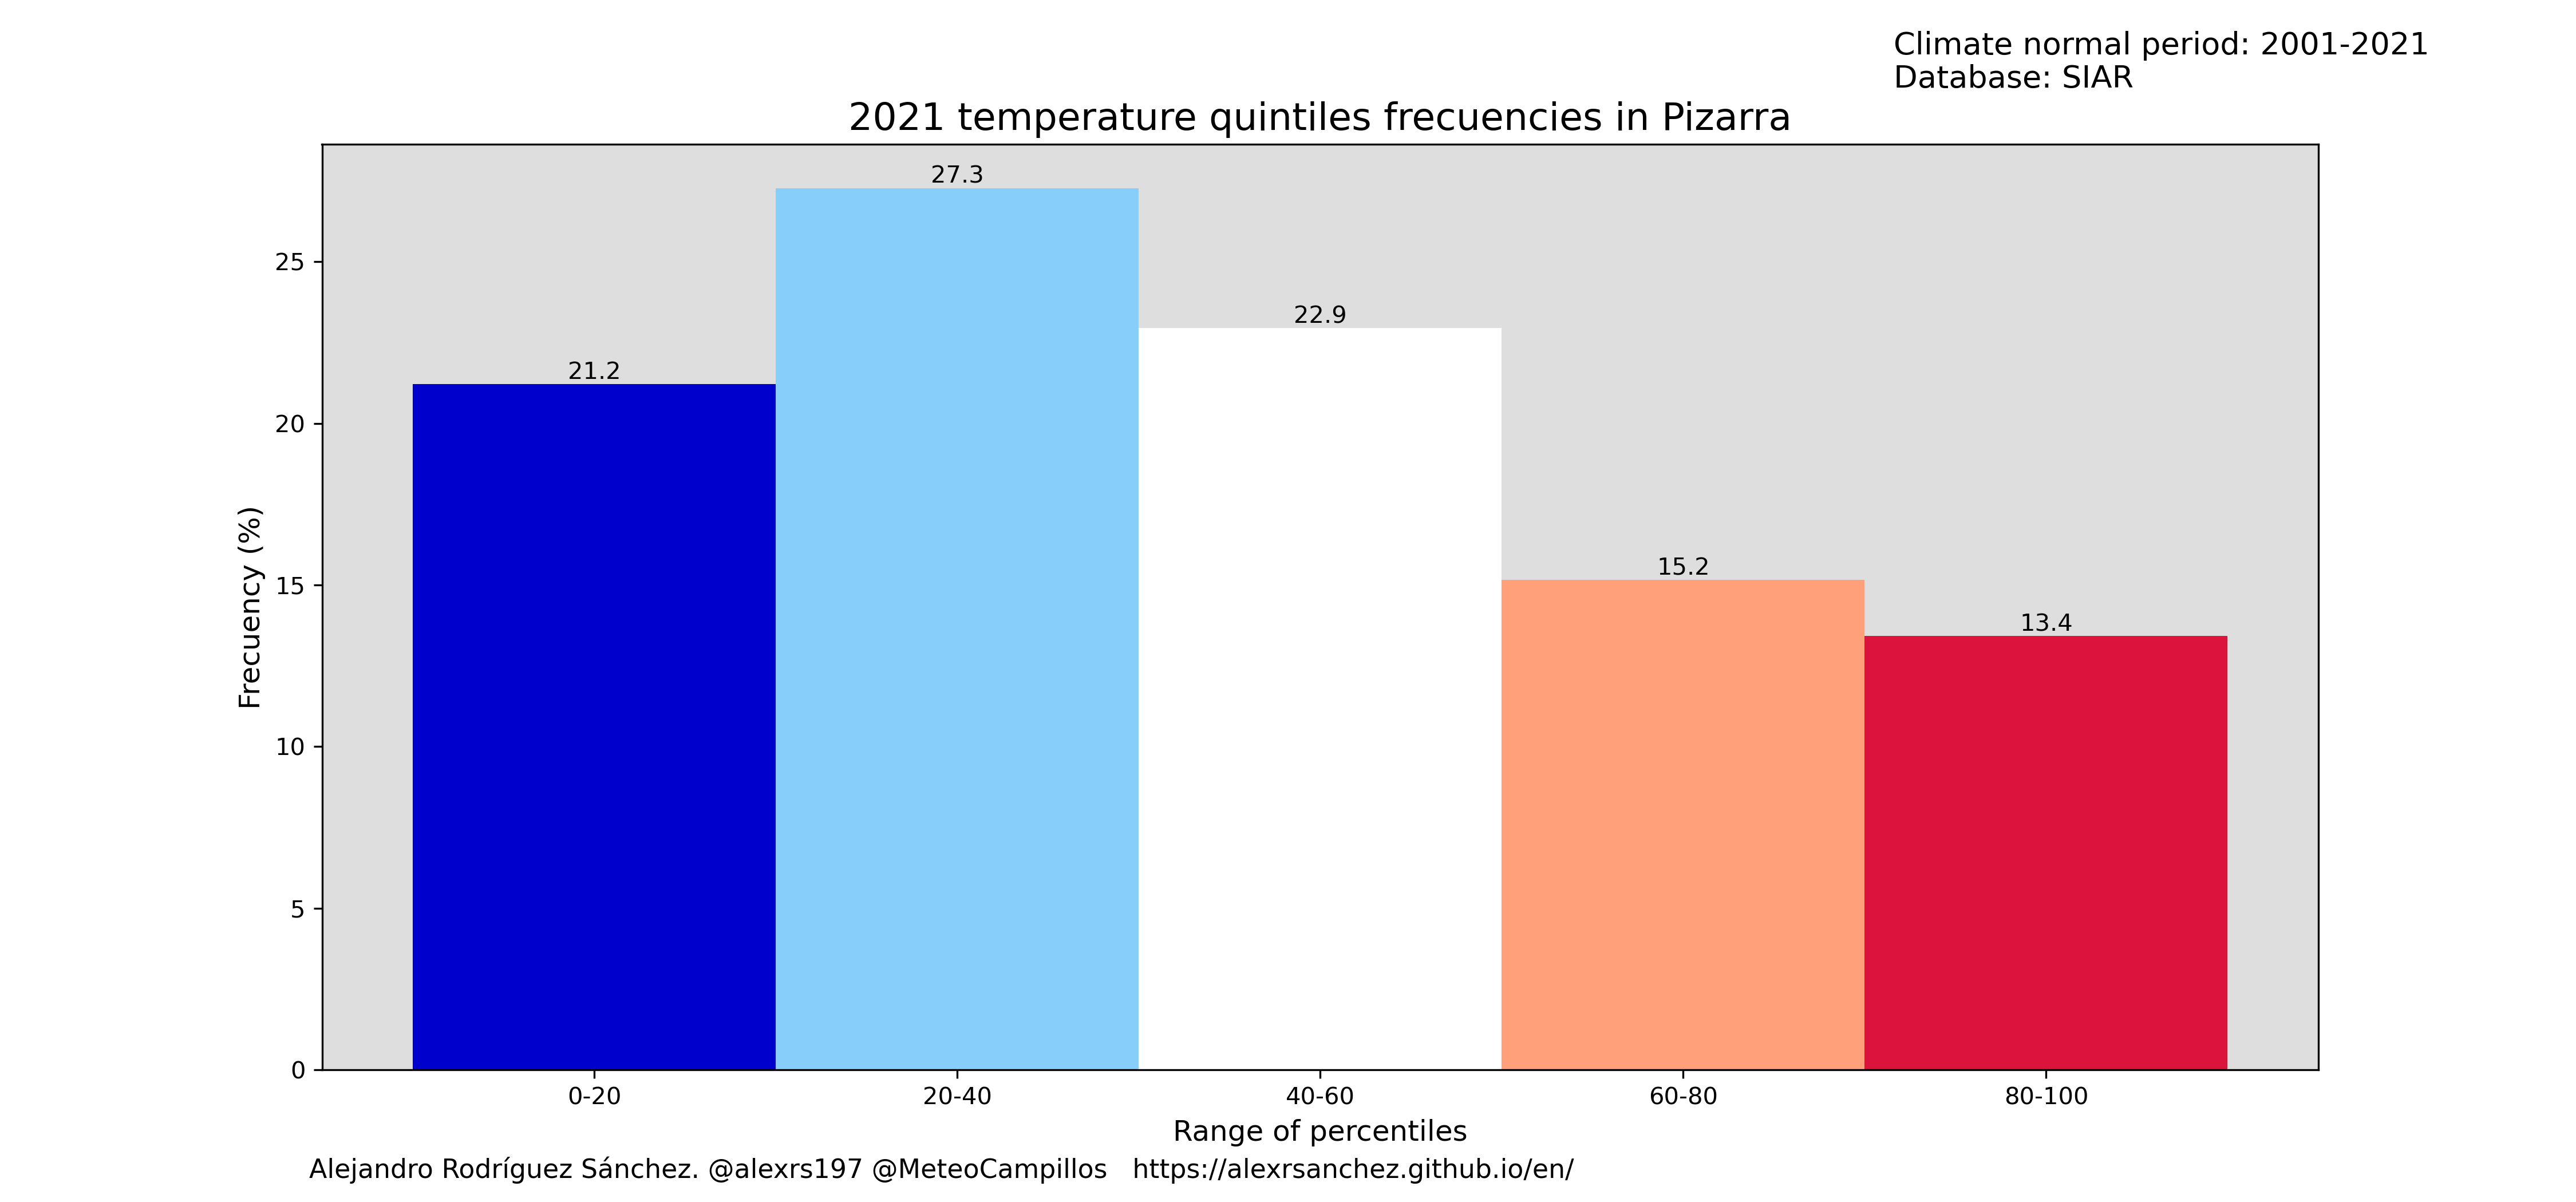 Climate normal period: 2001-2021
Database: SIAR
2021 temperature quintiles frecuencies in Pizarra
27.3
25
22.9
21.2
20
15.2
15
13.4
Frecuency (%)
10
5
0
0-20 20-40 40-60 60-80 80-100
Range of percentiles
Alejandro Rodríguez Sánchez. @alexrs197 @MeteoCampillos https://alexrsanchez.github.io/en/